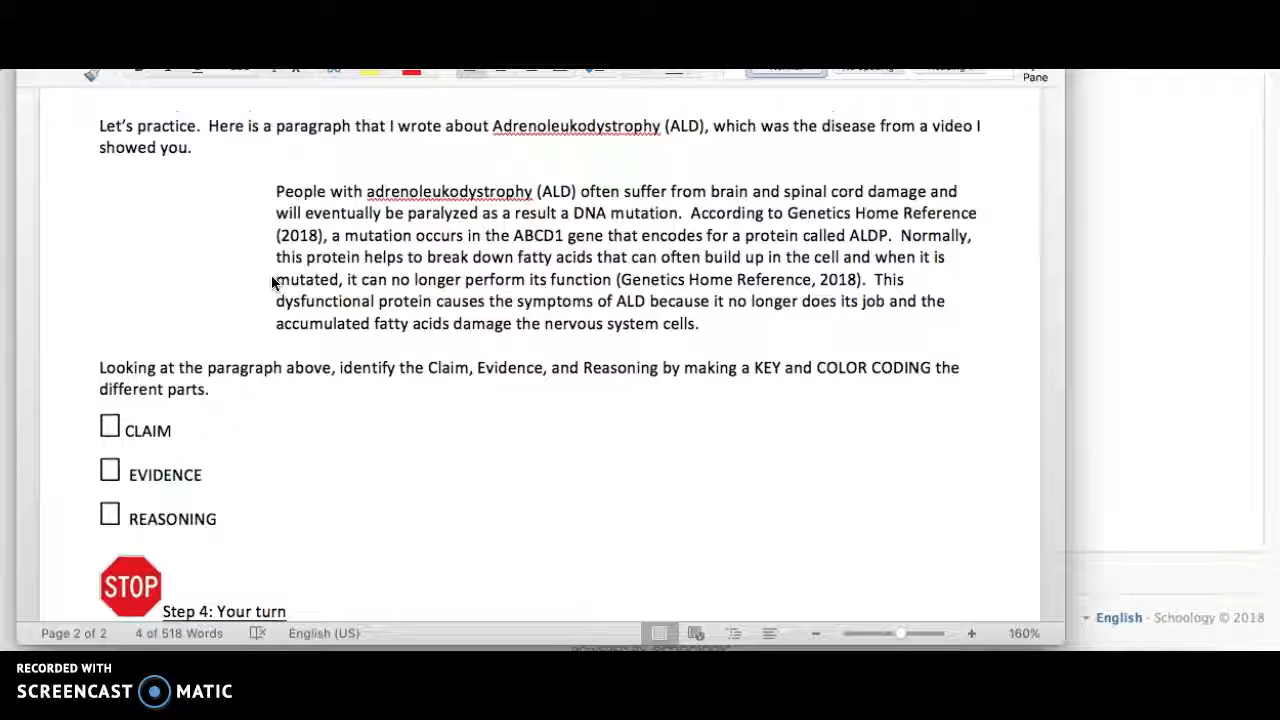 Pane
Let's practice.  Here is a paragraph that I wrote about Adrenoleukodystrophy (ALD), which was the disease from a video I
showed you.
People with adrenoleukodystrophy (ALD) often suffer from brain and spinal cord damage and
will eventually be paralyzed as a result a DNA mutation.  According to Genetics Home Reference
(2018), a mutation occurs in the ABCD1 gene that encodes for a protein called ALDP.  Normally,
this protein helps to break down fatty acids that can often build up in the cell and when it is
mutated, it can no longer perform its function (Genetics Home Reference, 2018).  This
dysfunctional protein causes the symptoms of ALD because it no longer does its job and the
accumulated fatty acids damage the nervous system cells.
Looking at the paragraph above, identify the Claim, Evidence, and Reasoning by making a KEY and COLOR CODING the
different parts.
CLAIM
EVIDENCE
REASONING
STOP
Step 4: Your turn
English - Schoology © 2018
Page 2 of 2 4 of 518 Words English (US) 160%
RECORDED WITH
SCREENCAST MATIC